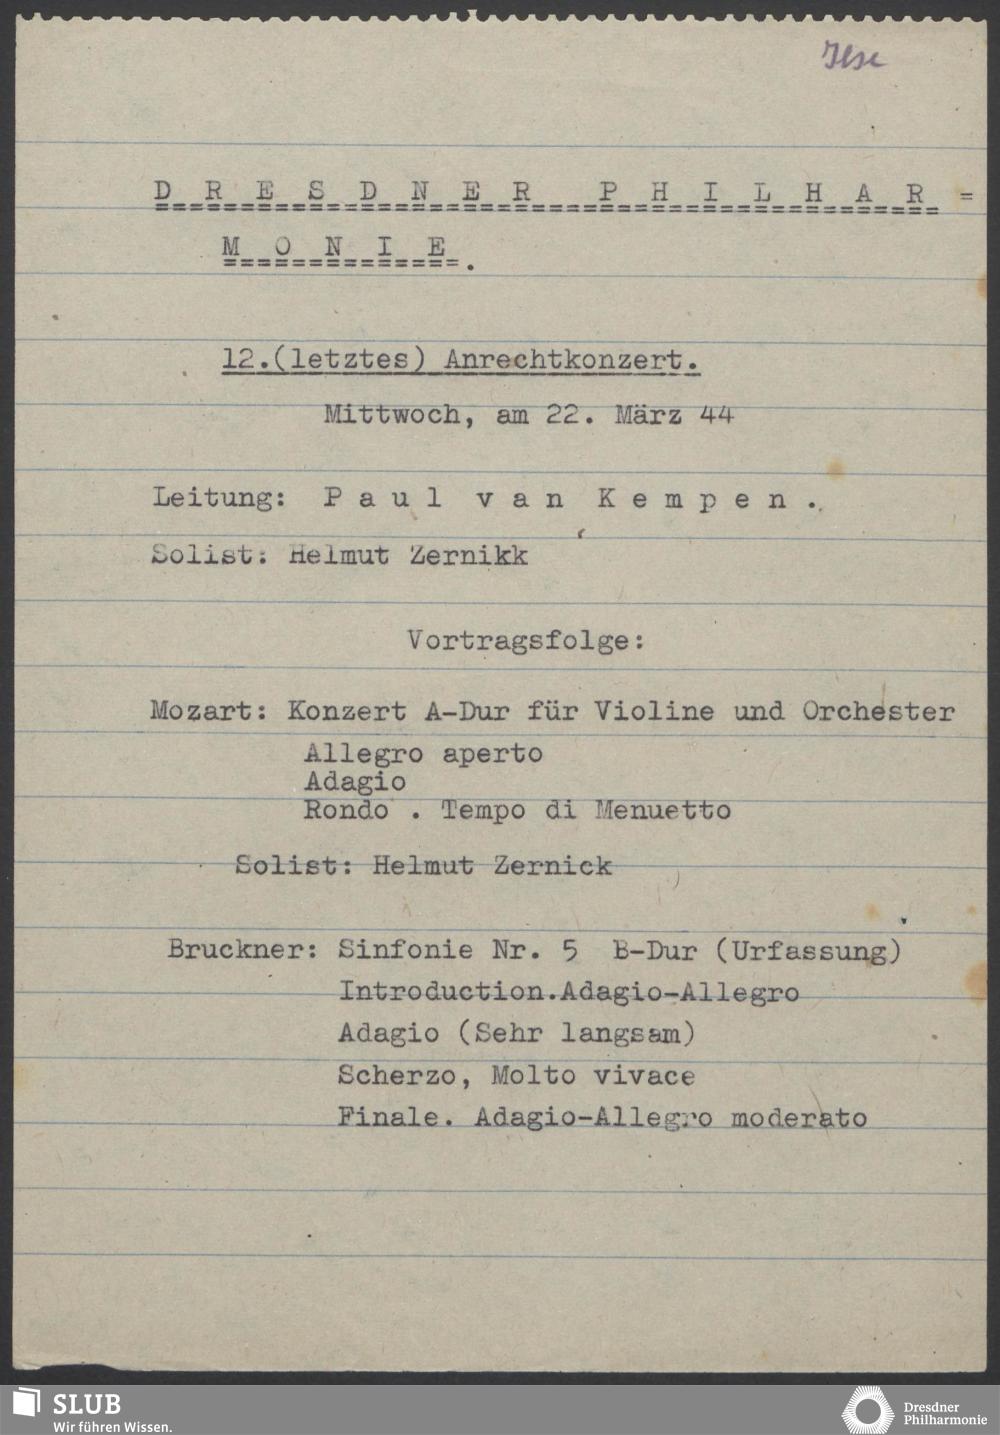 Ilse
D R E S D N E R  P H I L H A R =
M O N I E .
12.(letztes) Anrechtkonzert.
Mittwoch, am 22. März 44
Leitung: P a u l  v a n  K e m p e n .
Solist: Helmut Zernikk
Vortragsfolge:
Mozart: Konzert A-Dur für Violine und Orchester
Allegro aperto
Adagio
Rondo . Tempo di Menuetto
Solist: Helmut Zernick
Bruckner: Sinfonie Nr. 5 B-Dur (Urfassung)
Introduction.Adagio-Allegro
Adagio (Sehr langsam)
Scherzo, Molto vivace
Finale. Adagio-Allegro moderato
SLUB
Wir führen Wissen.
Dresdner
Philharmonie